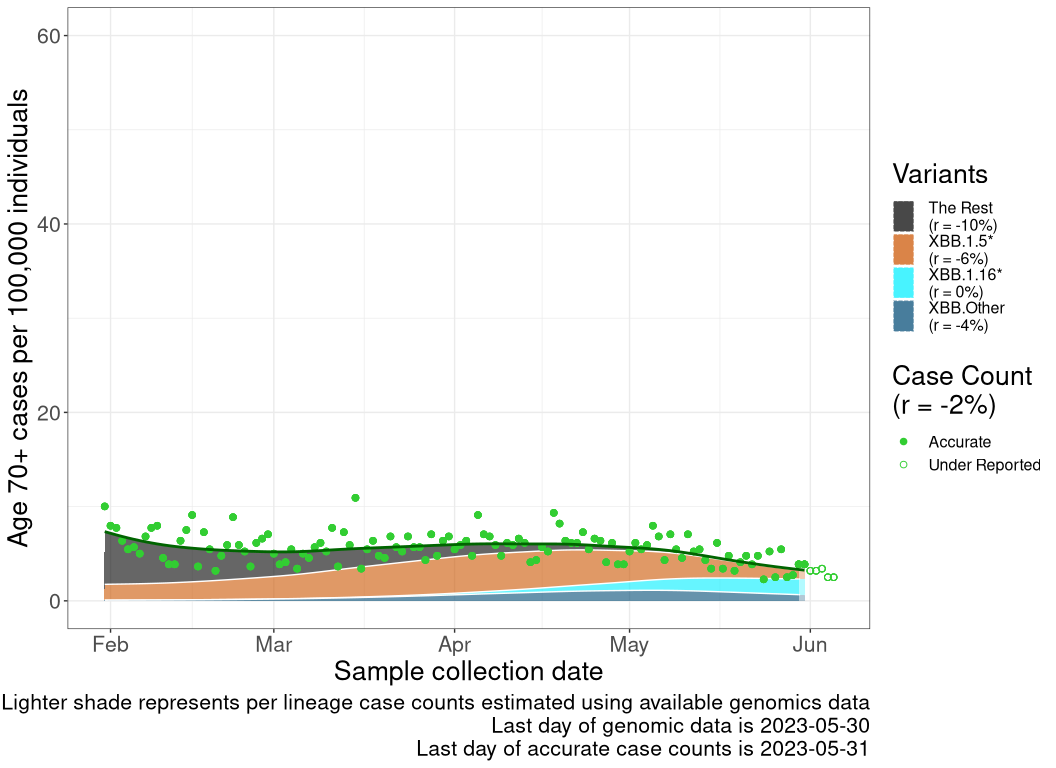 Age 70+ cases per 100,000 individuals
60
40
20
0
Feb
Mar
Apr
May
Jun
Sample collection date
Variants
The Rest
(r = -10%)
XBB.1.5*
(r = -6%)
XBB.1.16*
(r = 0%)
XBB.Other
(r = -4%)
Case Count
(r = -2%)
Accurate
Under Reported
Lighter shade represents per lineage case counts estimated using available genomics data
Last day of genomic data is 2023-05-30
Last day of accurate case counts is 2023-05-31